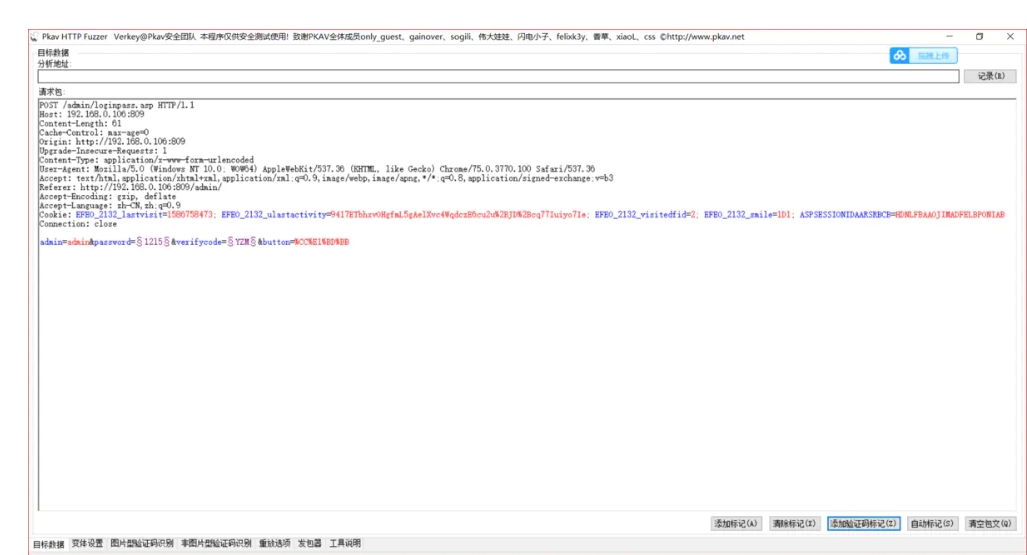 Pkav HTTP Fuzzer Verkey@Pkav安全团队 本程序仅供安全测试使用! 致谢PKAV全体成员only_guest、gainover、sogili、伟大娃娃、闪电小子、felixk3y、香草、xiaoL、css ©http://www.pkav.net
目标数据
分析地址:
拖拽上传
记录(R)
请求包:
POST /admin/loginpass.asp HTTP/1.1
Host: 192.168.0.106:809
Content-Length: 61
Cache-Control: max-age=0
Origin: http://192.168.0.106:809
Upgrade-Insecure-Requests: 1
Content-Type: application/x-www-form-urlencoded
User-Agent: Mozilla/5.0 (Windows NT 10.0; WOW64) AppleWebKit/537.36 (KHTML, like Gecko) Chrome/75.0.3770.100 Safari/537.36
Accept: text/html,application/xhtml+xml,application/xml;q=0.9,image/webp,image/apng,*/*;q=0.8,application/signed-exchange;v=b3
Referer: http://192.168.0.106:809/admin/
Accept-Encoding: gzip, deflate
Accept-Language: zh-CN,zh;q=0.9
Cookie: EFEO_2132_lastvisit=1586758473; EFEO_2132_ulastactivity= EFEO_2132_visitedfid=2; EFEO_2132_smile=1D1;
Connection: close
admin=admin&password=§1215§&verifycode=§YZM§&button=%CC%E1%BD%BB
添加标记(A) 清除标记(X) 添加验证码标记(Z) 自动标记(S) 清空包文(Q)
目标数据 变体设置 图片型验证码识别 非图片型验证码识别 重放选项 发包器 工具说明